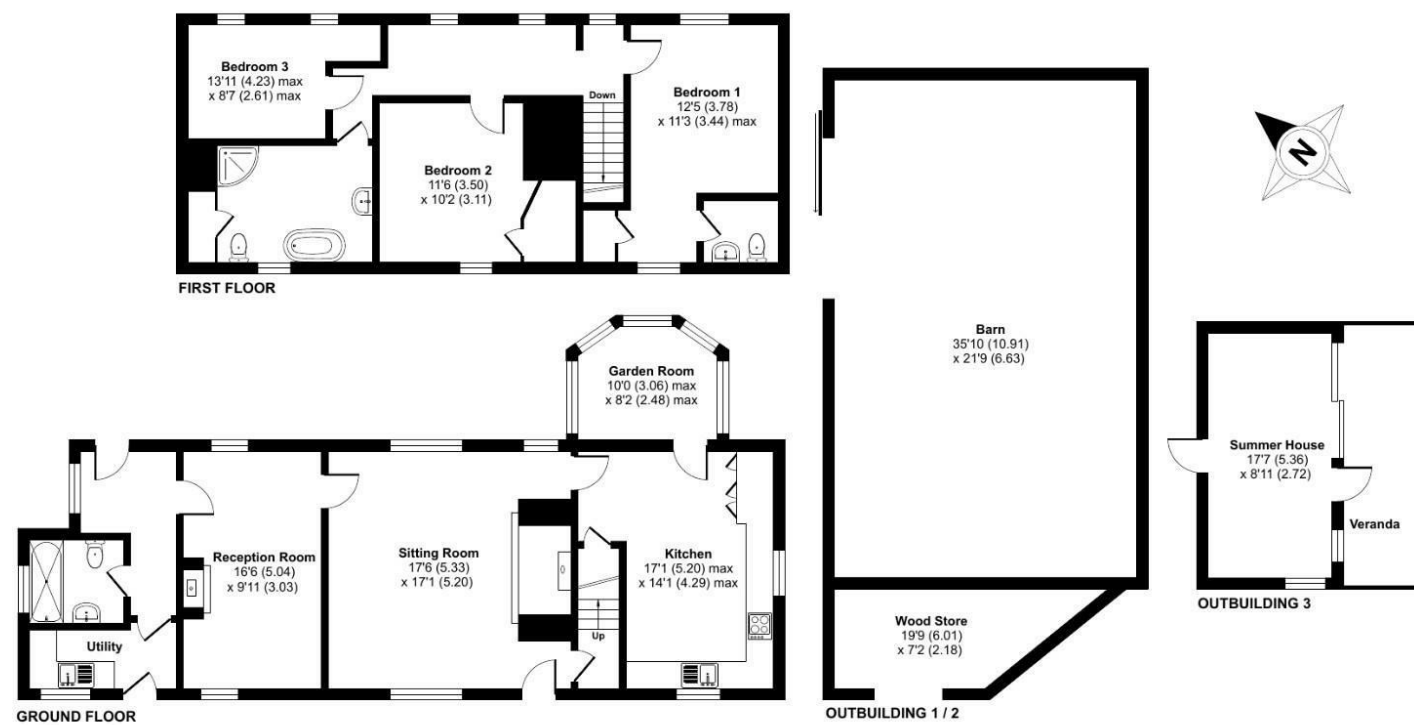 Bedroom 3
13'11 (4.23) max
x 8'7 (2.61) max
Bedroom 2
11'6 (3.50)
x 10'2 (3.11)
Down
Bedroom 1
12'5 (3.78)
x 11'3 (3.44) max
FIRST FLOOR
N
Garden Room
10'0 (3.06) max
x 8'2 (2.48) max
Reception Room
16'6 (5.04)
x 9'11 (3.03)
Sitting Room
17'6 (5.33)
x 17'1 (5.20)
Kitchen
17'1 (5.20) max
x 14'1 (4.29) max
Up
Utility
GROUND FLOOR
Barn
35'10 (10.91)
x 21'9 (6.63)
Wood Store
19'9 (6.01)
x 7'2 (2.18)
OUTBUILDING 1 / 2
Summer House
17'7 (5.36)
x 8'11 (2.72)
Veranda
OUTBUILDING 3